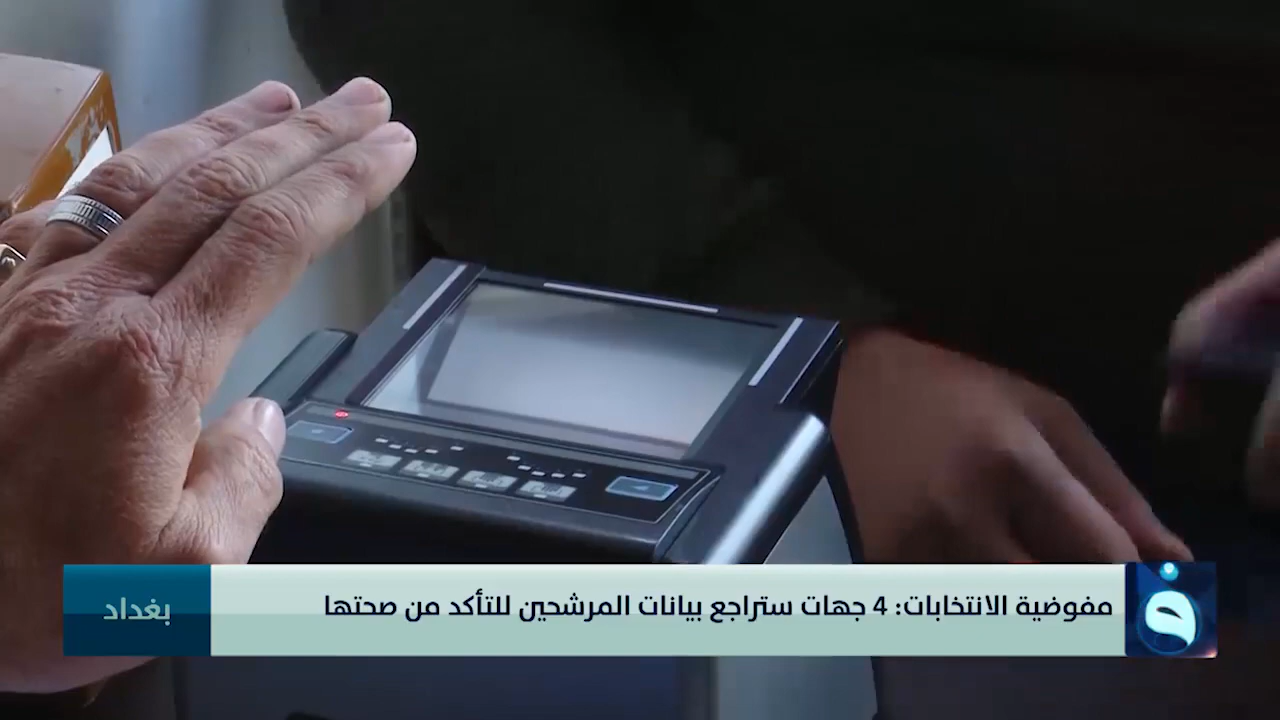 مفوضية الانتخابات: 4 جهات ستراجع بيانات المرشحين للتأكد من صحتها
بغداد